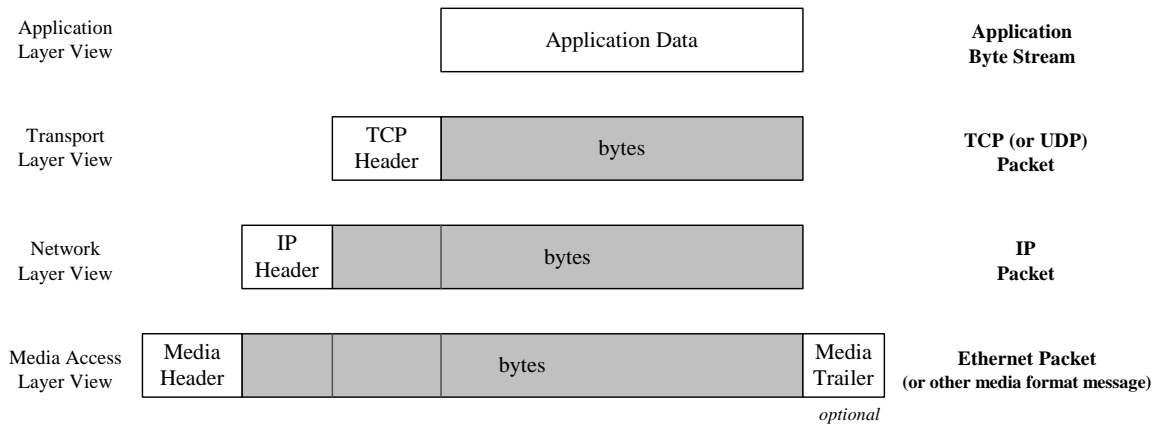 Application
Layer View
Application Data
Application
Byte Stream
Transport
Layer View
TCP
Header
bytes
TCP (or UDP)
Packet
Network
Layer View
IP
Header
bytes
IP
Packet
Media Access
Layer View
Media
Header
bytes
Media
Trailer
Ethernet Packet
(or other media format message)
optional